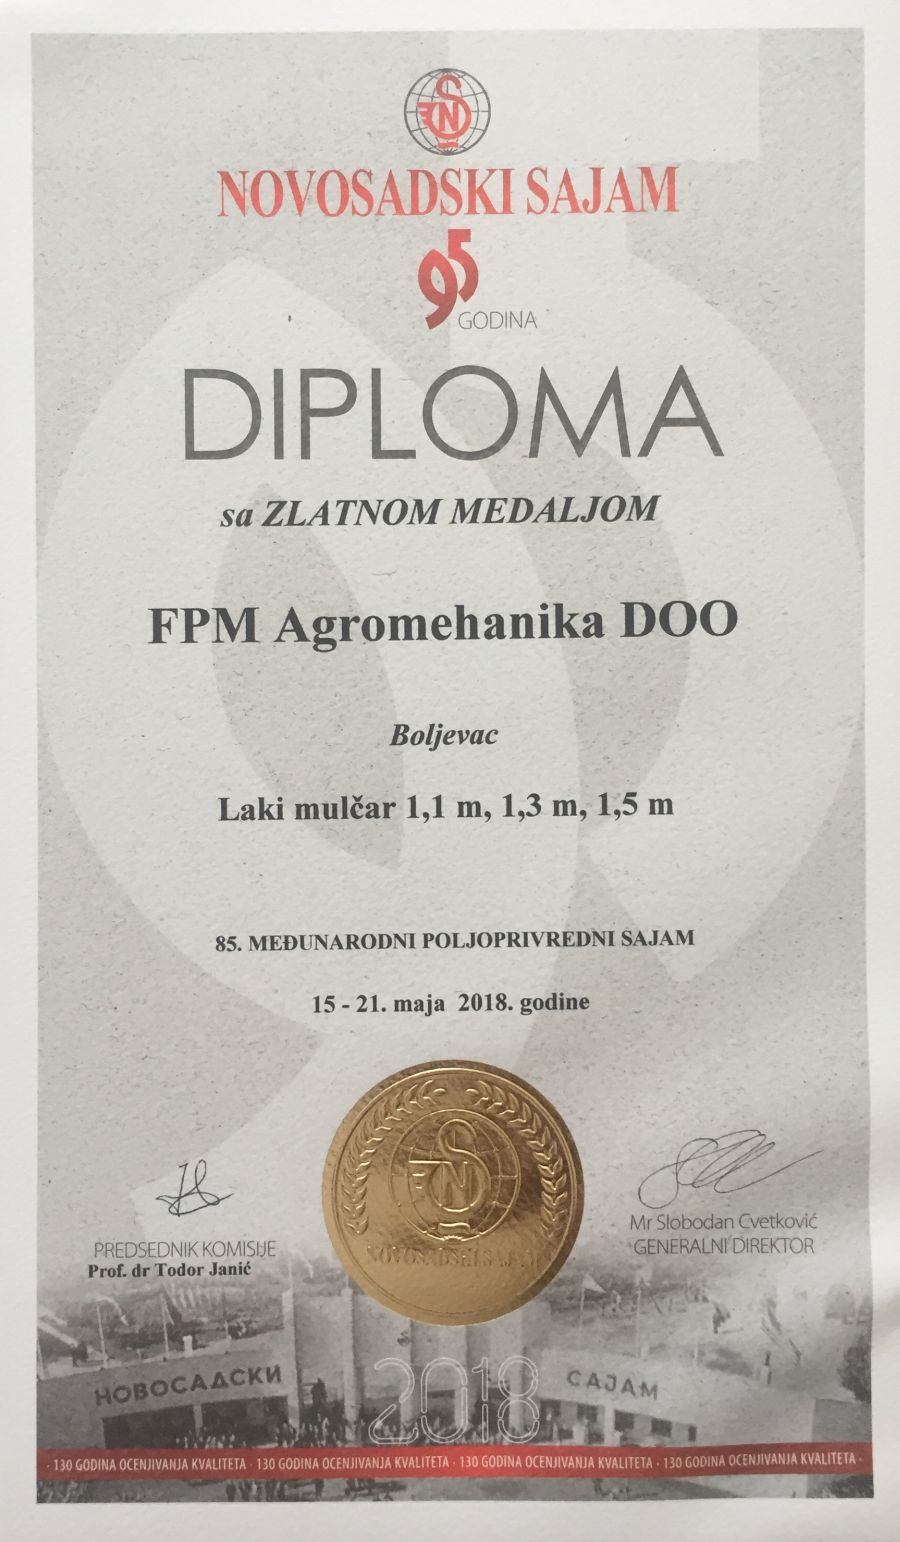 NOVOSADSKI SAJAM
95
GODINA
DIPLOMA
sa ZLATNOM MEDALJOM
FPM Agromehanika DOO
Boljevac
Laki mulčar 1,1 m, 1,3 m, 1,5 m
85. MEĐUNARODNI POLJOPRIVREDNI SAJAM
15 - 21. maja 2018. godine
NOVOSADSKI SAJAM
PREDSEDNIK KOMISIJE
Prof. dr Todor Janić
Mr Slobodan Cvetković
GENERALNI DIREKTOR
НОВОСАДСКИ САЈАМ
2018
· 130 GODINA OCENJIVANJA KVALITETA · 130 GODINA OCENJIVANJA KVALITETA · 130 GODINA OCENJIVANJA KVALITETA · 130 GODINA OCENJIVANJA KVALITETA ·